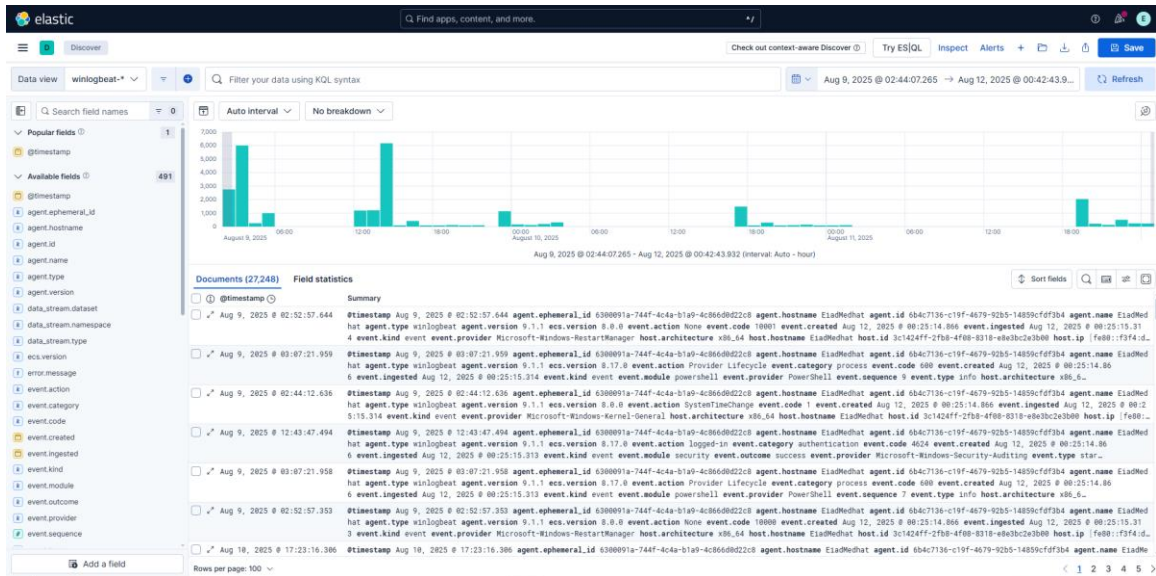 elastic
Find apps, content, and more.
^/
E
D
Discover
Check out context-aware Discover
Try ES|QL
Inspect
Alerts
Save
Data view
winlogbeat-*
Filter your data using KQL syntax
Aug 9, 2025 @ 02:44:07.265 → Aug 12, 2025 @ 00:42:43.9...
Refresh
Search field names
0
Auto interval
No breakdown
Popular fields
1
@timestamp
Available fields
491
@timestamp
agent.ephemeral_id
agent.hostname
agent.id
agent.name
agent.type
agent.version
data_stream.dataset
data_stream.namespace
data_stream.type
ecs.version
error.message
event.action
event.category
event.code
event.created
event.ingested
event.kind
event.module
event.outcome
event.provider
event.sequence
Add a field
7,000
6,000
5,000
4,000
3,000
2,000
1,000
0
00:00 06:00 12:00 18:00 00:00 06:00 12:00 18:00 00:00 06:00 12:00 18:00
August 9, 2025 August 10, 2025 August 11, 2025
Aug 9, 2025 @ 02:44:07.265 - Aug 12, 2025 @ 00:42:43.932 (interval: Auto - hour)
Documents (27,248)
Field statistics
Sort fields
@timestamp
Summary
Aug 9, 2025 @ 02:52:57.644
@timestamp Aug 9, 2025 @ 02:52:57.644 agent.ephemeral_id 6300091a-744f-4c4a-b1a9-4c866d0d22c8 agent.hostname EiadMedhat agent.id 6b4c7136-c19f-4679-92b5-14859cfdf3b4 agent.name EiadMed
hat agent.type winlogbeat agent.version 9.1.1 ecs.version 8.0.0 event.action None event.code 10001 event.created Aug 12, 2025 @ 00:25:14.866 event.ingested Aug 12, 2025 @ 00:25:15.31
4 event.kind event event.provider Microsoft-Windows-RestartManager host.architecture x86_64 host.hostname EiadMedhat host.id 3c1424ff-2fb8-4f08-8318-e8e3bc2e3b00 host.ip [fe80::f3f4:d…
Aug 9, 2025 @ 03:07:21.959
@timestamp Aug 9, 2025 @ 03:07:21.959 agent.ephemeral_id 6300091a-744f-4c4a-b1a9-4c866d0d22c8 agent.hostname EiadMedhat agent.id 6b4c7136-c19f-4679-92b5-14859cfdf3b4 agent.name EiadMed
hat agent.type winlogbeat agent.version 9.1.1 ecs.version 8.17.0 event.action Provider Lifecycle event.category process event.code 600 event.created Aug 12, 2025 @ 00:25:14.86
6 event.ingested Aug 12, 2025 @ 00:25:15.314 event.kind event event.module powershell event.provider PowerShell event.sequence 9 event.type info host.architecture x86_6…
Aug 9, 2025 @ 02:44:12.636
@timestamp Aug 9, 2025 @ 02:44:12.636 agent.ephemeral_id 6300091a-744f-4c4a-b1a9-4c866d0d22c8 agent.hostname EiadMedhat agent.id 6b4c7136-c19f-4679-92b5-14859cfdf3b4 agent.name EiadMed
hat agent.type winlogbeat agent.version 9.1.1 ecs.version 8.0.0 event.action SystemTimeChange event.code 1 event.created Aug 12, 2025 @ 00:25:14.866 event.ingested Aug 12, 2025 @ 00:2
5:15.314 event.kind event event.provider Microsoft-Windows-Kernel-General host.architecture x86_64 host.hostname EiadMedhat host.id 3c1424ff-2fb8-4f08-8318-e8e3bc2e3b00 host.ip [fe80:…
Aug 9, 2025 @ 12:43:47.494
@timestamp Aug 9, 2025 @ 12:43:47.494 agent.ephemeral_id 6300091a-744f-4c4a-b1a9-4c866d0d22c8 agent.hostname EiadMedhat agent.id 6b4c7136-c19f-4679-92b5-14859cfdf3b4 agent.name EiadMed
hat agent.type winlogbeat agent.version 9.1.1 ecs.version 8.17.0 event.action logged-in event.category authentication event.code 4624 event.created Aug 12, 2025 @ 00:25:14.86
6 event.ingested Aug 12, 2025 @ 00:25:15.313 event.kind event event.module security event.outcome success event.provider Microsoft-Windows-Security-Auditing event.type star…
Aug 9, 2025 @ 03:07:21.958
@timestamp Aug 9, 2025 @ 03:07:21.958 agent.ephemeral_id 6300091a-744f-4c4a-b1a9-4c866d0d22c8 agent.hostname EiadMedhat agent.id 6b4c7136-c19f-4679-92b5-14859cfdf3b4 agent.name EiadMed
hat agent.type winlogbeat agent.version 9.1.1 ecs.version 8.17.0 event.action Provider Lifecycle event.category process event.code 600 event.created Aug 12, 2025 @ 00:25:14.86
6 event.ingested Aug 12, 2025 @ 00:25:15.313 event.kind event event.module powershell event.provider PowerShell event.sequence 7 event.type info host.architecture x86_6…
Aug 9, 2025 @ 02:52:57.353
@timestamp Aug 9, 2025 @ 02:52:57.353 agent.ephemeral_id 6300091a-744f-4c4a-b1a9-4c866d0d22c8 agent.hostname EiadMedhat agent.id 6b4c7136-c19f-4679-92b5-14859cfdf3b4 agent.name EiadMed
hat agent.type winlogbeat agent.version 9.1.1 ecs.version 8.0.0 event.action None event.code 10000 event.created Aug 12, 2025 @ 00:25:14.866 event.ingested Aug 12, 2025 @ 00:25:15.31
3 event.kind event event.provider Microsoft-Windows-RestartManager host.architecture x86_64 host.hostname EiadMedhat host.id 3c1424ff-2fb8-4f08-8318-e8e3bc2e3b00 host.ip [fe80::f3f4:d…
Aug 10, 2025 @ 17:23:16.306
@timestamp Aug 10, 2025 @ 17:23:16.306 agent.ephemeral_id 6300091a-744f-4c4a-b1a9-4c866d0d22c8 agent.hostname EiadMedhat agent.id 6b4c7136-c19f-4679-92b5-14859cfdf3b4 agent.name EiadMe
Rows per page: 100
1 2 3 4 5